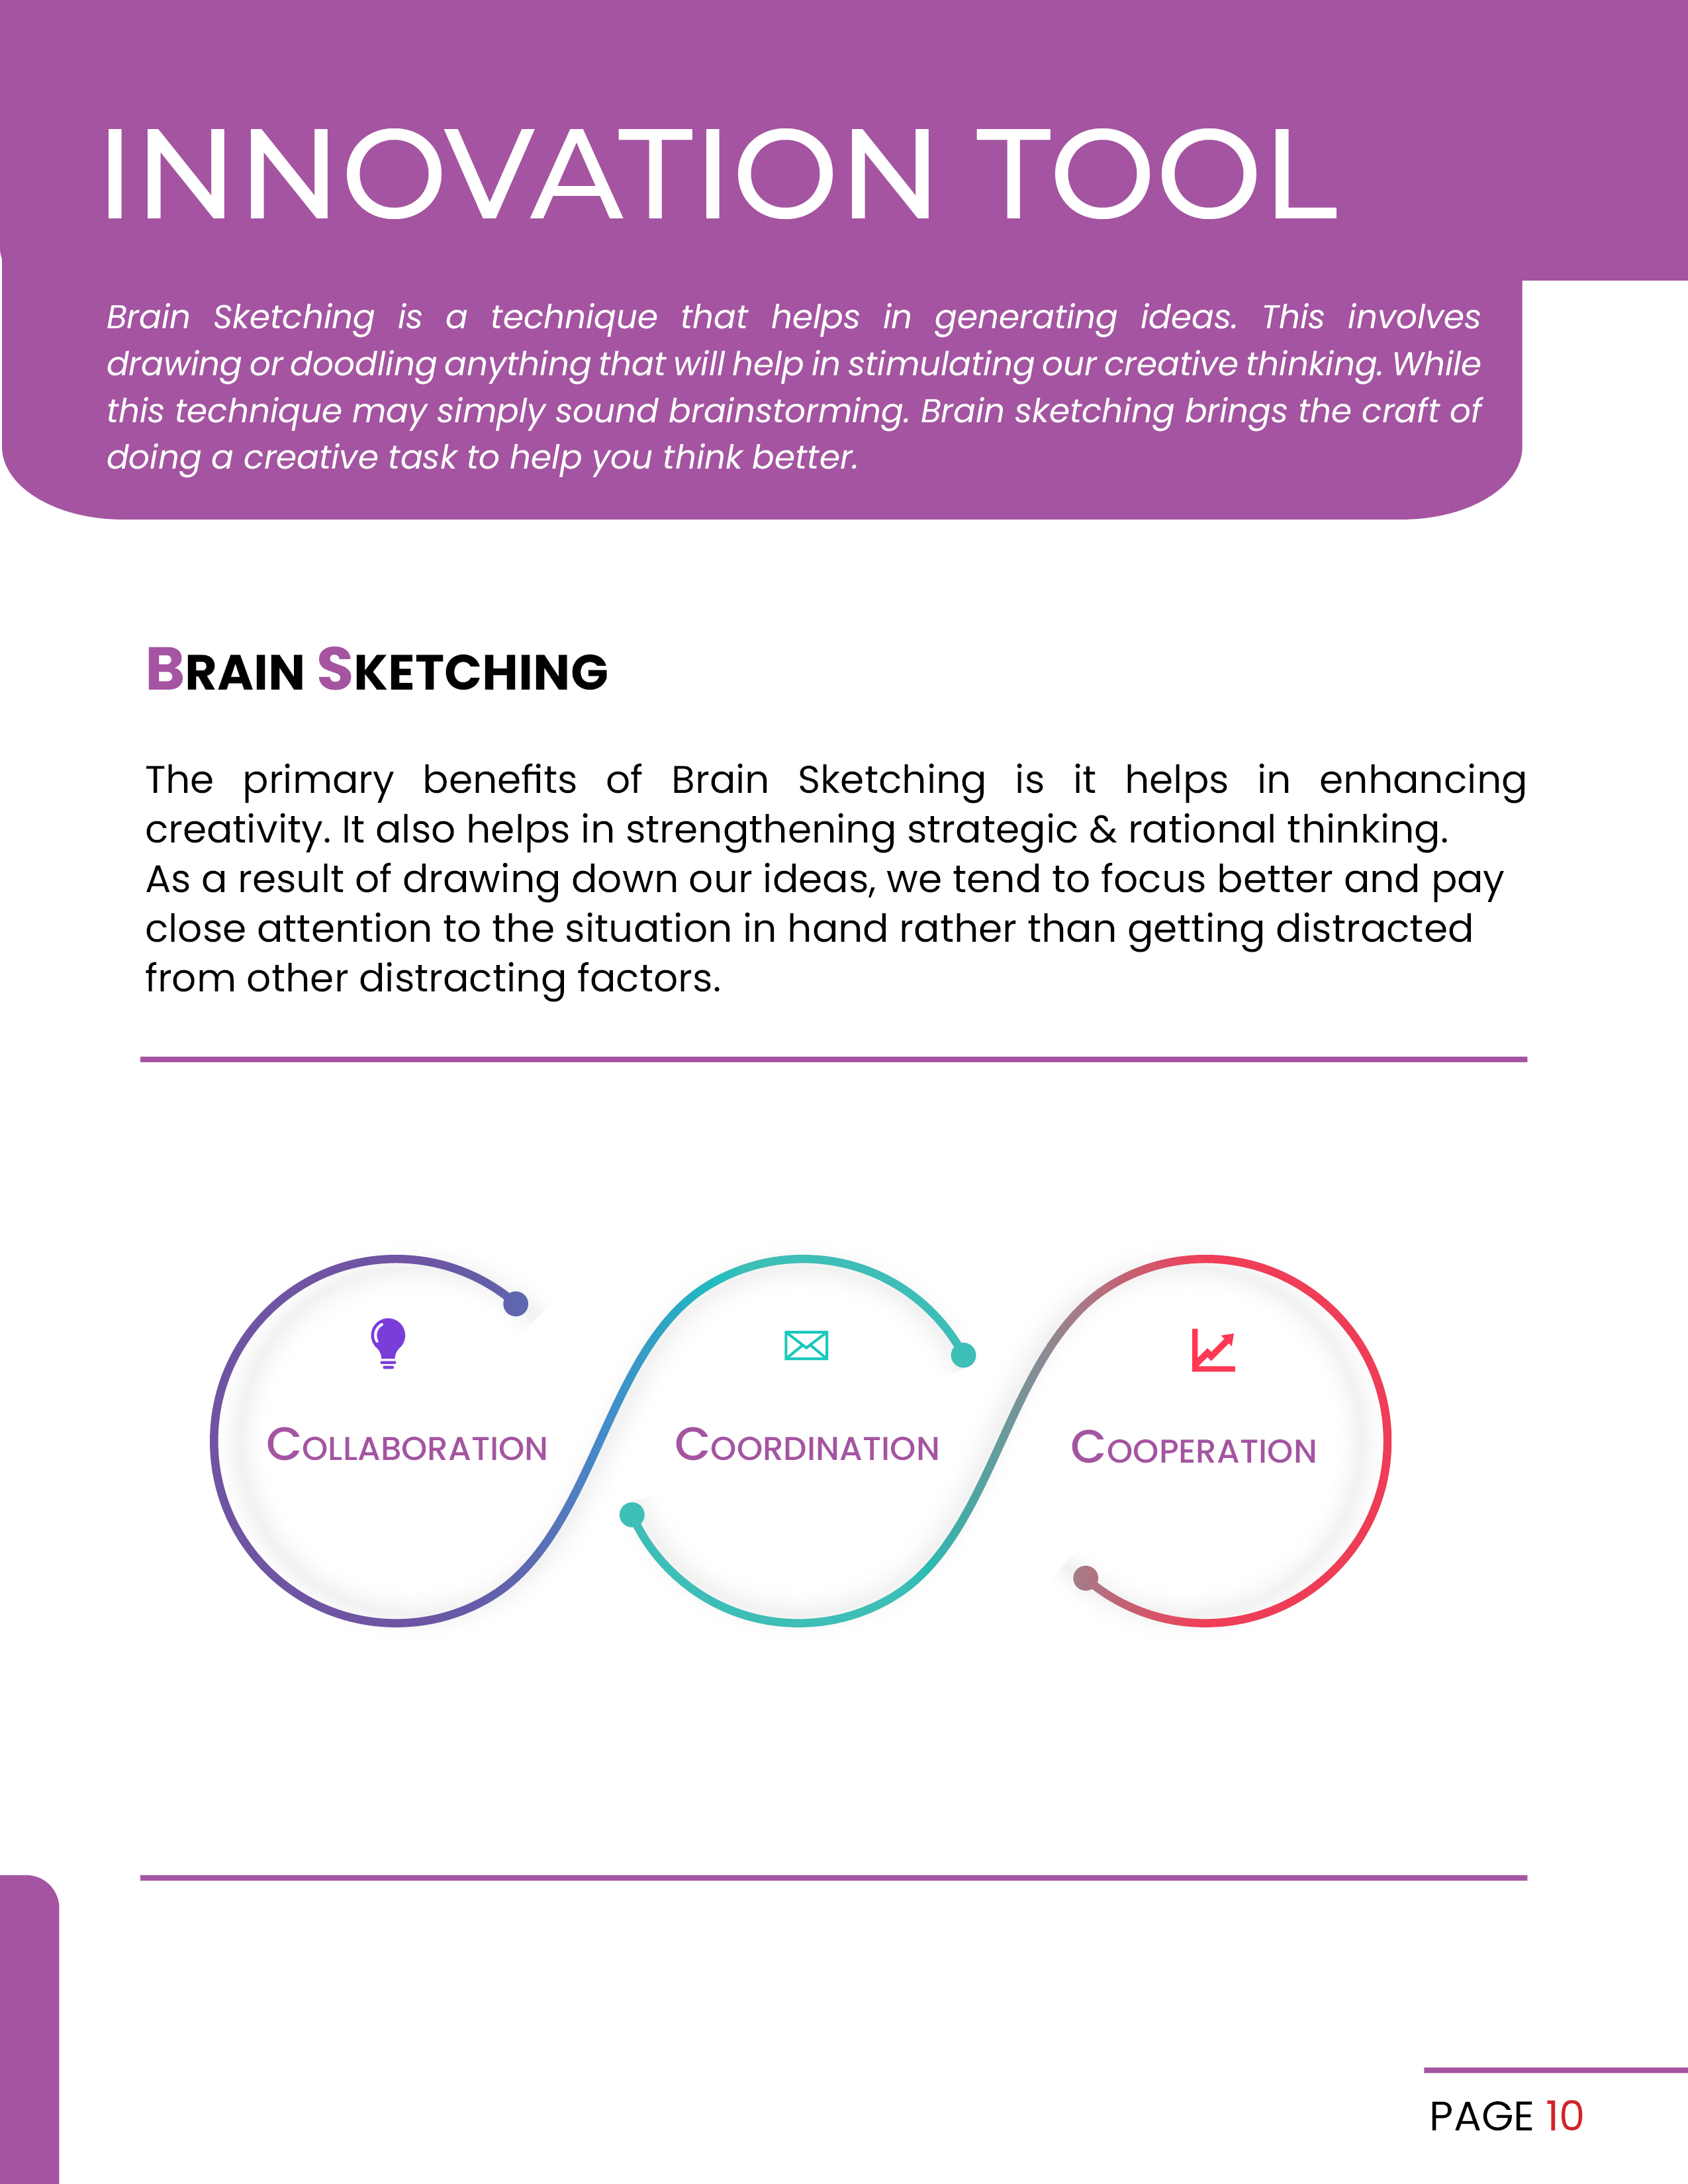 INNOVATION TOOL
Brain Sketching is a technique that helps in generating ideas. This involves
drawing or doodling anything that will help in stimulating our creative thinking. While
this technique may simply sound brainstorming. Brain sketching brings the craft of
doing a creative task to help you think better.
BRAIN SKETCHING
The primary benefits of Brain Sketching is it helps in enhancing
creativity. It also helps in strengthening strategic & rational thinking.
As a result of drawing down our ideas, we tend to focus better and pay
close attention to the situation in hand rather than getting distracted
from other distracting factors.
COLLABORATION
COORDINATION
COOPERATION
PAGE 10